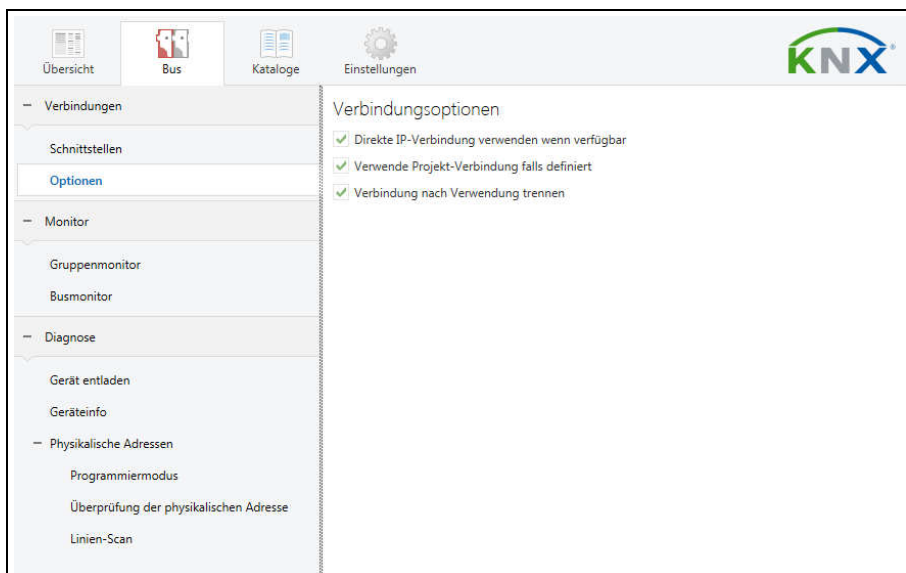 Übersicht
Bus
Kataloge
Einstellungen
KNX
Verbindungen
Schnittstellen
Optionen
Monitor
Gruppenmonitor
Busmonitor
Diagnose
Gerät entladen
Geräteinfo
Physikalische Adressen
Programmiermodus
Überprüfung der physikalischen Adresse
Linien-Scan
Verbindungsoptionen
Direkte IP-Verbindung verwenden wenn verfügbar
Verwende Projekt-Verbindung falls definiert
Verbindung nach Verwendung trennen